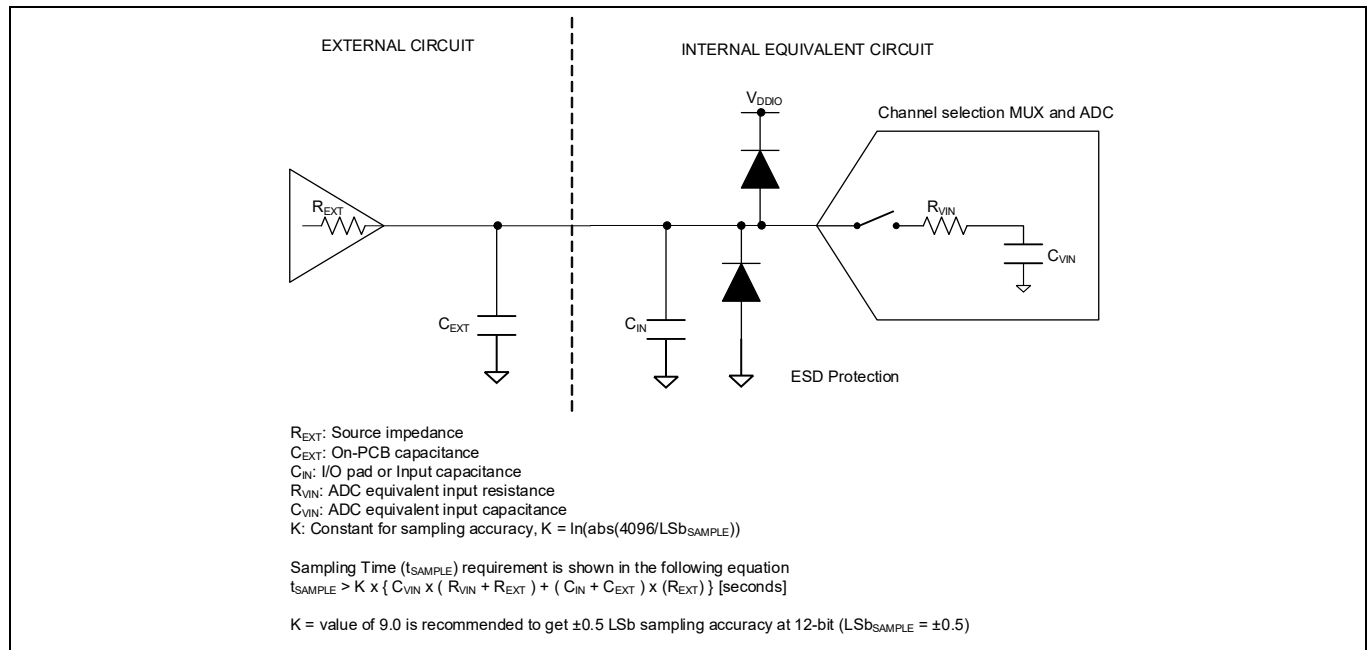 EXTERNAL CIRCUIT
INTERNAL EQUIVALENT CIRCUIT
VDDIO
Channel selection MUX and ADC
REXT
RVIN
CVIN
CEXT
CIN
ESD Protection
REXT: Source impedance
CEXT: On-PCB capacitance
CIN: I/O pad or Input capacitance
RVIN: ADC equivalent input resistance
CVIN: ADC equivalent input capacitance
K: Constant for sampling accuracy, K = ln(abs(4096/LSbSAMPLE))
Sampling Time (tSAMPLE) requirement is shown in the following equation
tSAMPLE > K x { CVIN x ( RVIN + REXT ) + ( CIN + CEXT ) x (REXT) } [seconds]
K = value of 9.0 is recommended to get ±0.5 LSb sampling accuracy at 12-bit (LSbSAMPLE = ±0.5)